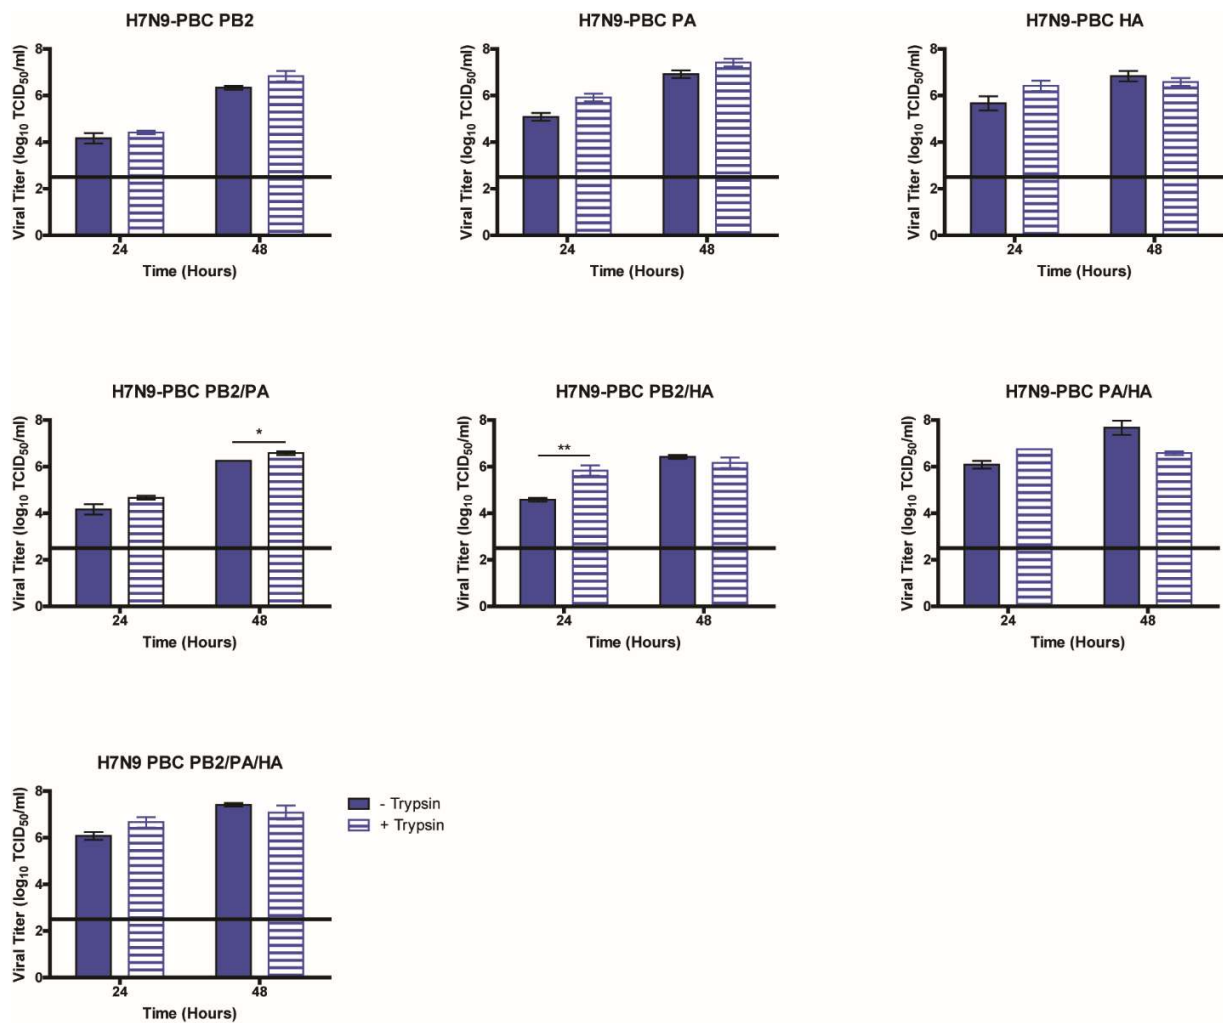 H7N9-PBC PB2
Viral Titer (log10 TCID50/ml)
8
6
4
2
0
24
48
Time (Hours)
H7N9-PBC PA
Viral Titer (log10 TCID50/ml)
8
6
4
2
0
24
48
Time (Hours)
H7N9-PBC HA
Viral Titer (log10 TCID50/ml)
8
6
4
2
0
24
48
Time (Hours)
H7N9-PBC PB2/PA
Viral Titer (log10 TCID50/ml)
8
6
4
2
0
*
24
48
Time (Hours)
H7N9-PBC PB2/HA
Viral Titer (log10 TCID50/ml)
8
6
4
2
0
**
24
48
Time (Hours)
H7N9-PBC PA/HA
Viral Titer (log10 TCID50/ml)
8
6
4
2
0
24
48
Time (Hours)
H7N9 PBC PB2/PA/HA
Viral Titer (log10 TCID50/ml)
8
6
4
2
0
24
48
Time (Hours)
- Trypsin
+ Trypsin